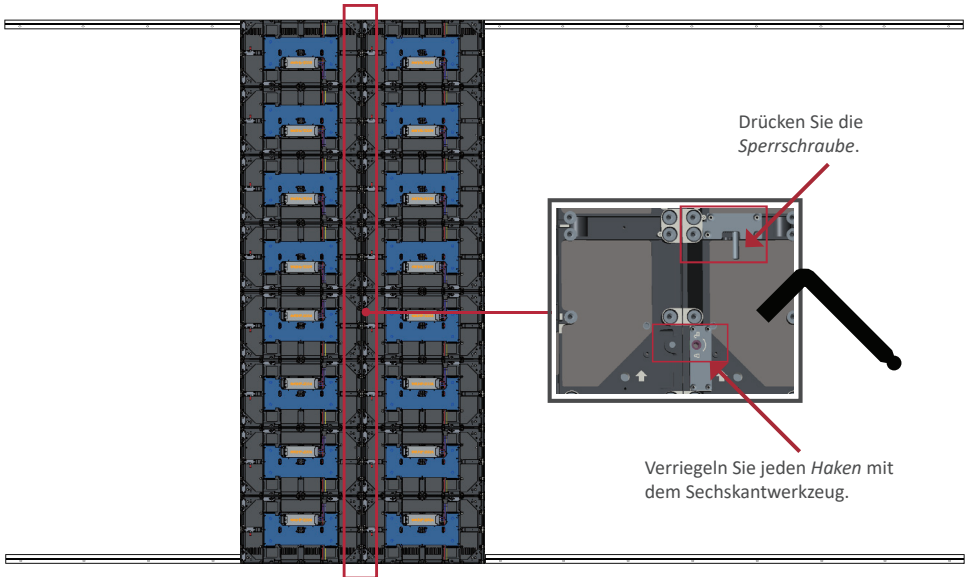 Drücken Sie die
Sperrschraube.
Verriegeln Sie jeden Haken mit
dem Sechskantwerkzeug.